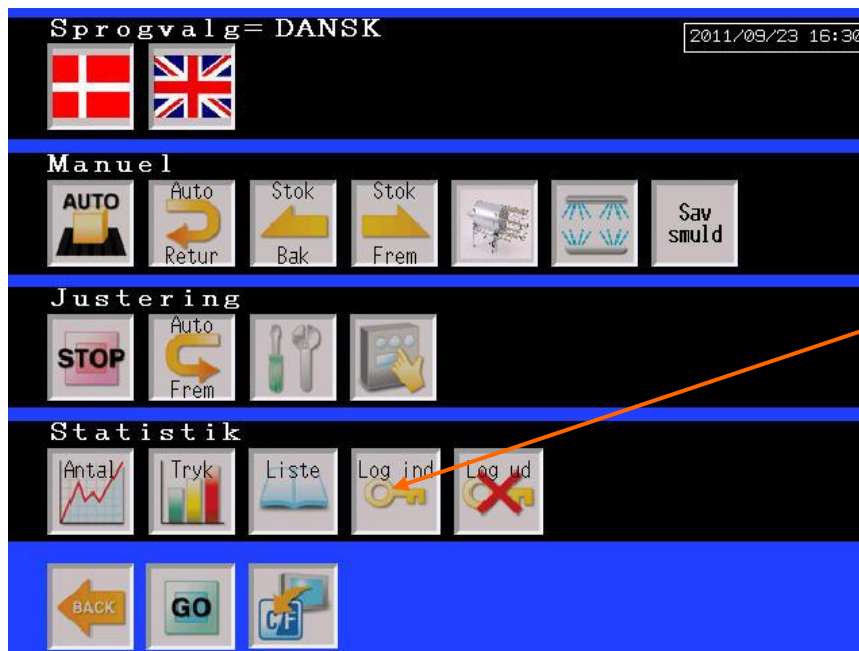 Sprogvalg= DANSK
2011/09/23 16:30
Manuel
AUTO
Auto
Retur
Stok
Bak
Stok
Frem
Sav
smuld
Justering
STOP
Auto
Frem
Statistik
Antal
Tryk
Liste
Log ind
Log ud
BACK
GO
C/F